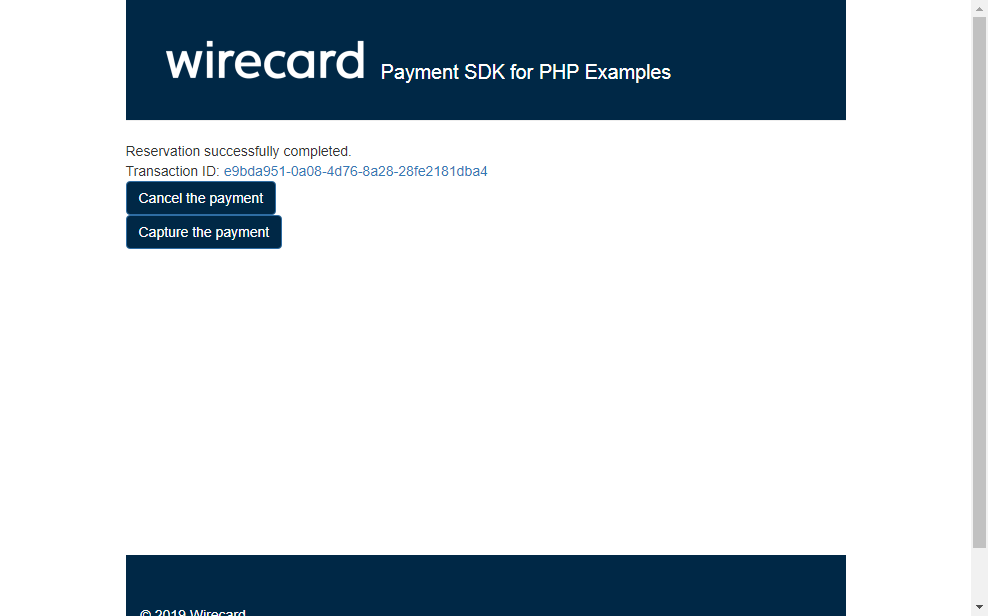 wirecard Payment SDK for PHP Examples
Reservation successfully completed.
Transaction ID: e9bda951-0a08-4d76-8a28-28fe2181dba4
Cancel the payment
Capture the payment
© 2019 Wirecard